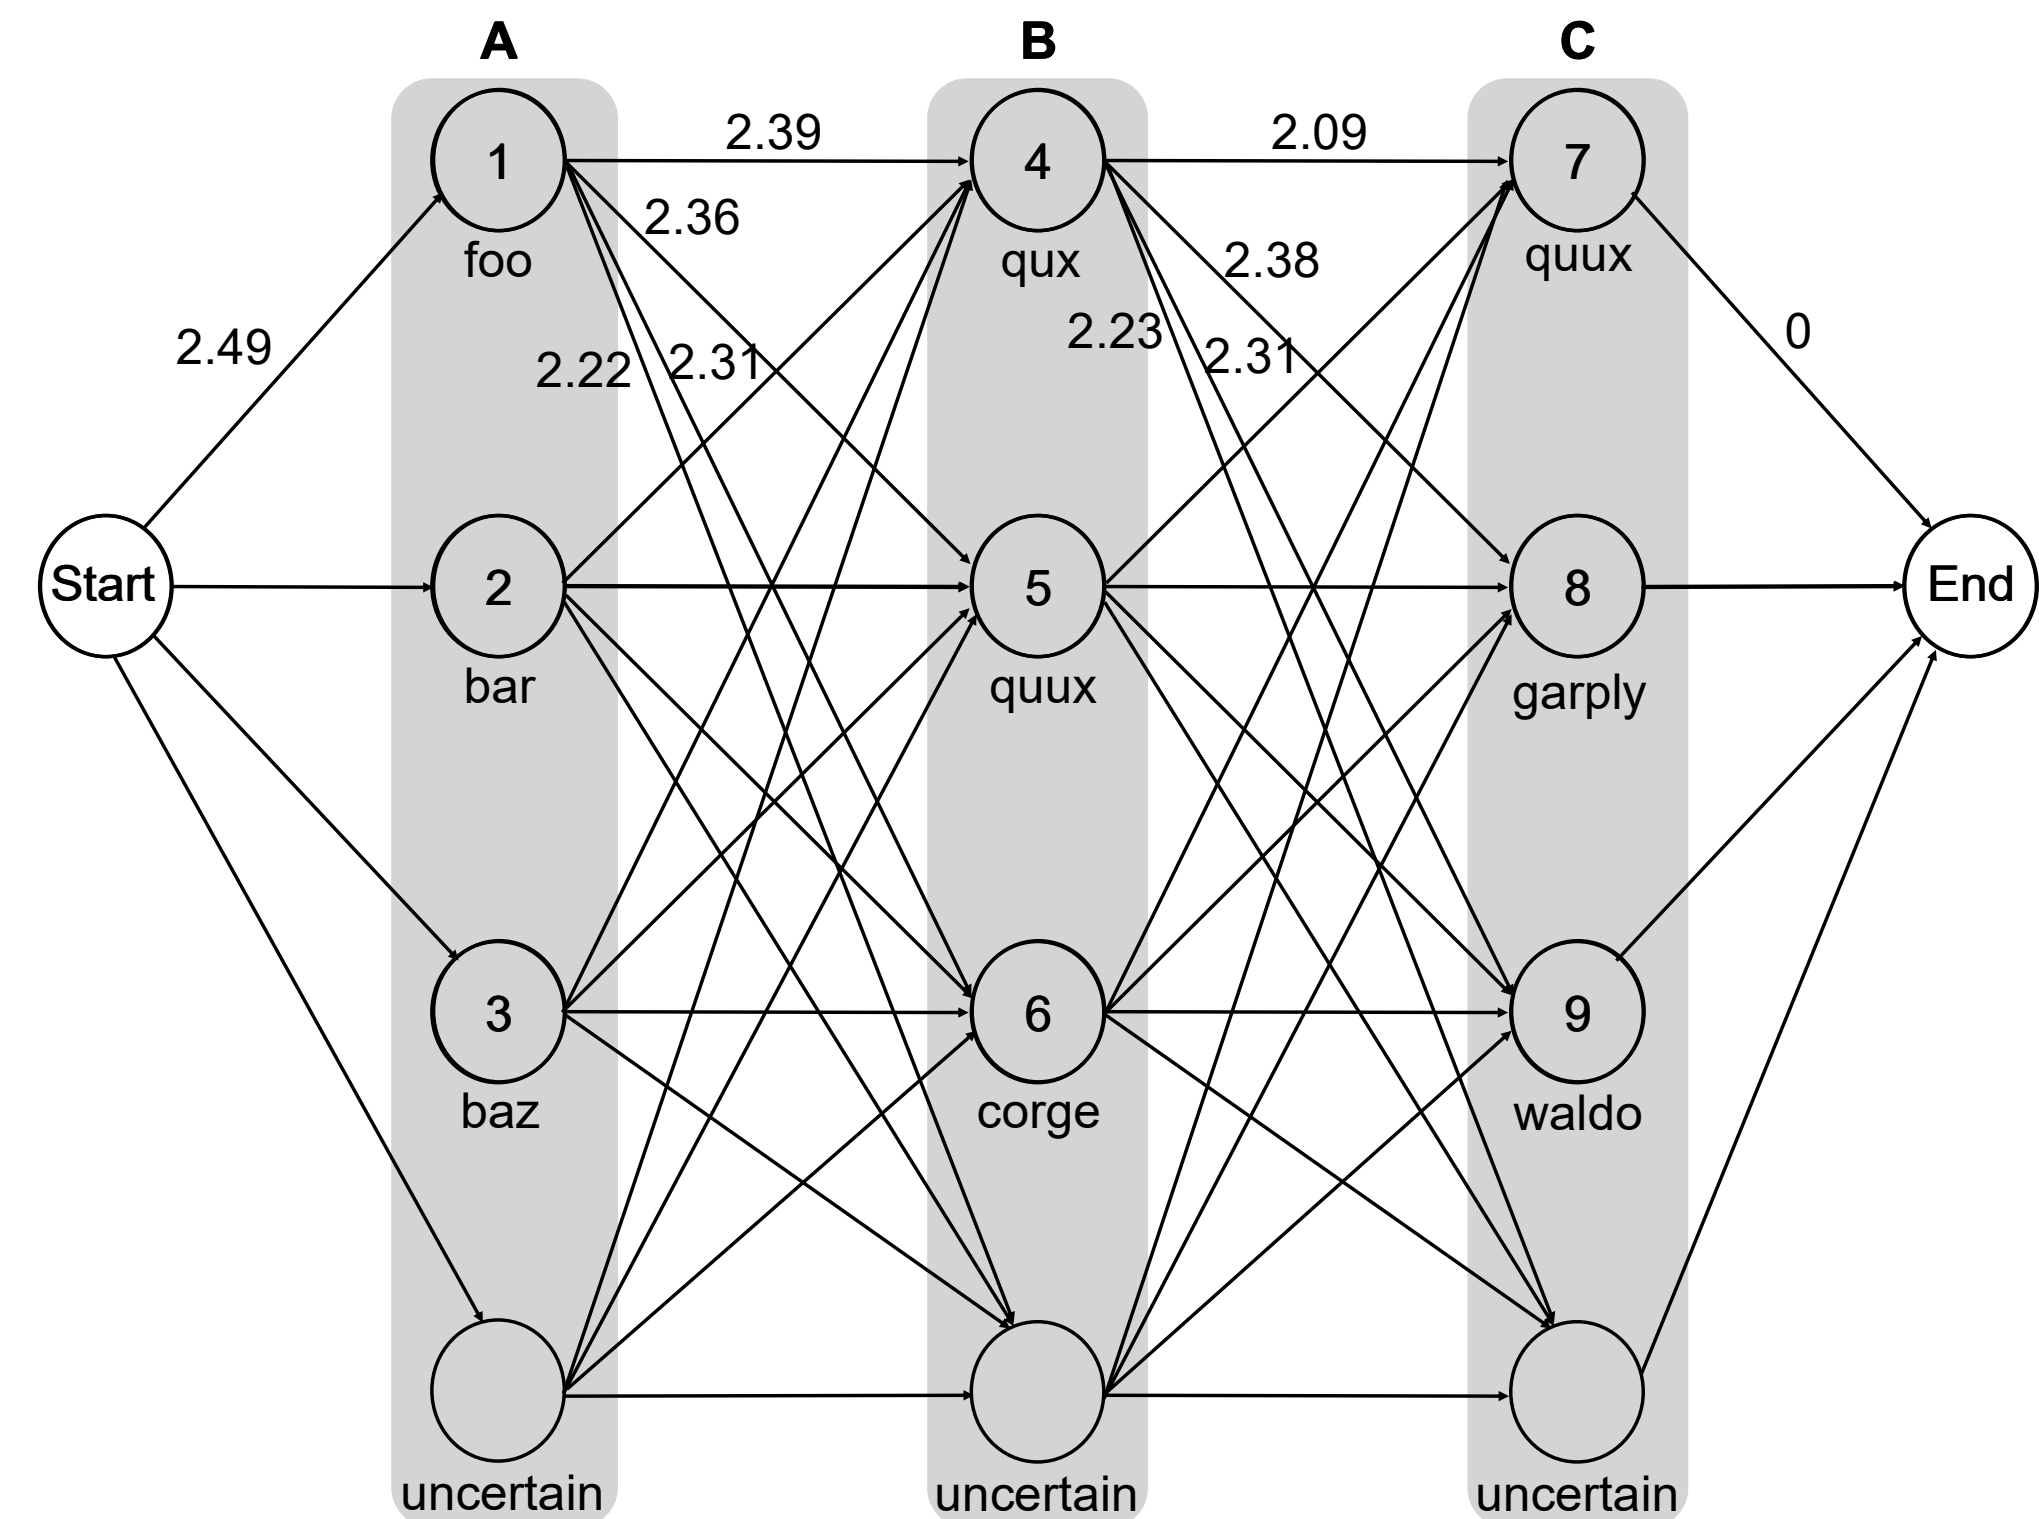 A B C
1 2.39 4 2.09 7
2.36
foo qux quux
2.38
2.49 2.22 2.31 2.23 2.31 0
Start 2 5 8 End
bar quux garply
3 6 9
baz corge waldo
uncertain uncertain uncertain